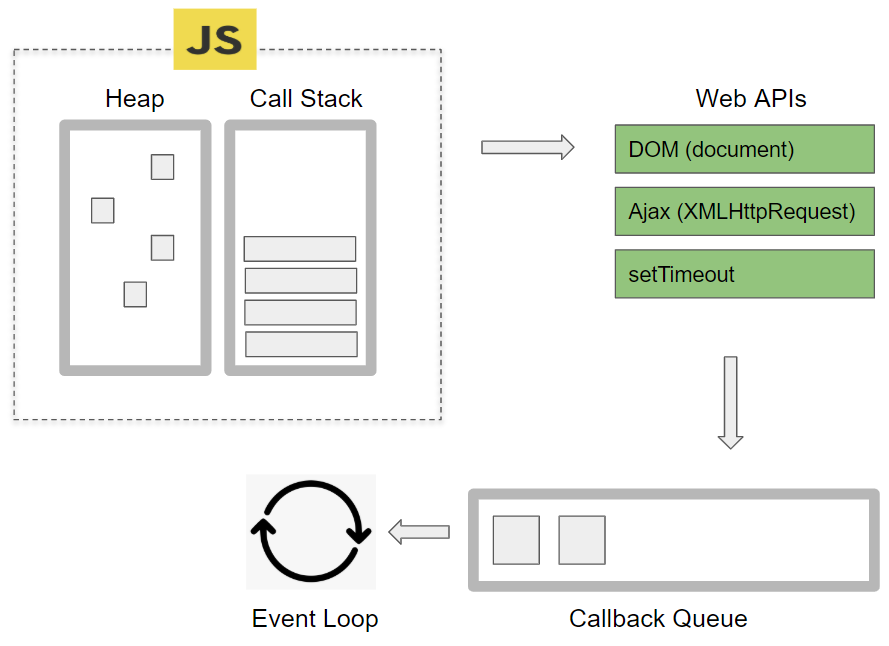 JS
Heap
Call Stack
Web APIs
DOM (document)
Ajax (XMLHttpRequest)
setTimeout
Event Loop
Callback Queue